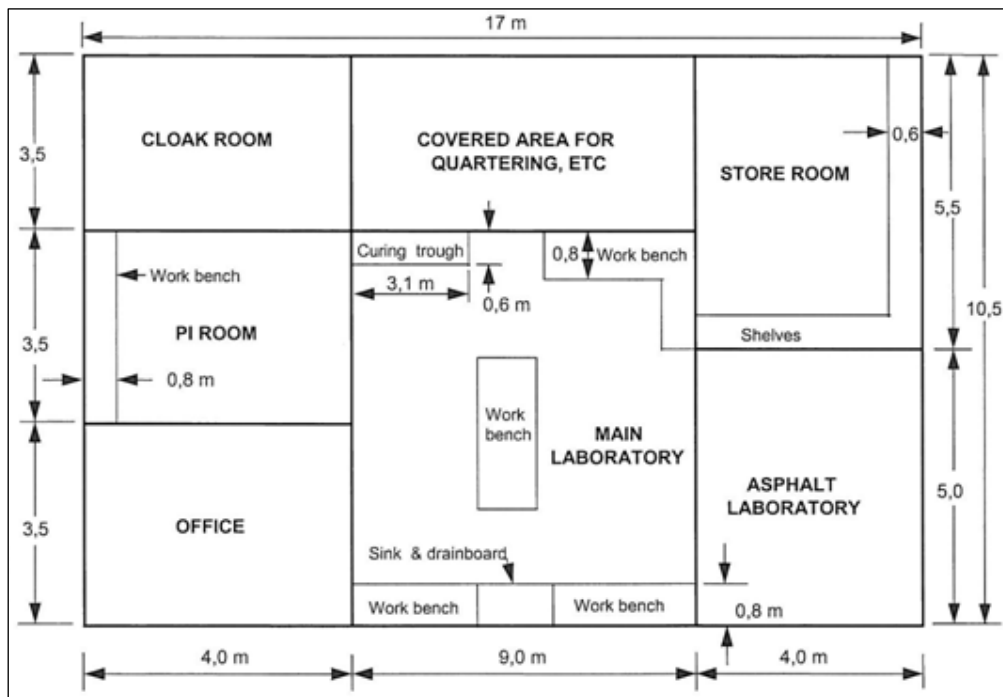 17 m
CLOAK ROOM
COVERED AREA FOR
QUARTERING, ETC
STORE ROOM
0,6
3,5
5,5
Curing trough
0,8
Work bench
3,1 m
0,6 m
Work bench
PI ROOM
0,8 m
3,5
10,5
Shelves
Work
bench
MAIN
LABORATORY
ASPHALT
LABORATORY
5,0
OFFICE
3,5
Sink & drainboard
Work bench
Work bench
0,8 m
4,0 m
9,0 m
4,0 m